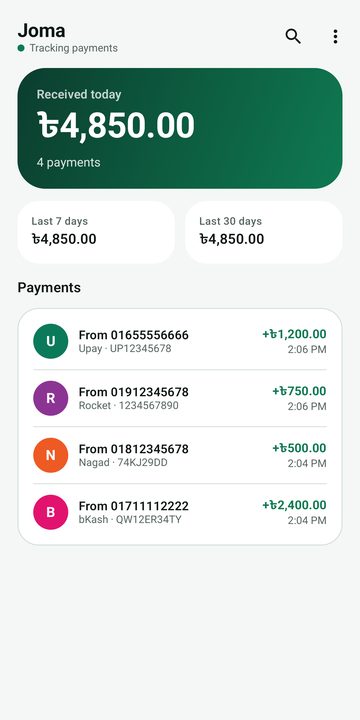 Joma
Tracking payments
Received today
৳4,850.00
4 payments
Last 7 days
৳4,850.00
Last 30 days
৳4,850.00
Payments
U
From 01655556666
Upay · UP12345678
+৳1,200.00
2:06 PM
R
From 01912345678
Rocket · 1234567890
+৳750.00
2:06 PM
N
From 01812345678
Nagad · 74KJ29DD
+৳500.00
2:04 PM
B
From 01711112222
bKash · QW12ER34TY
+৳2,400.00
2:04 PM